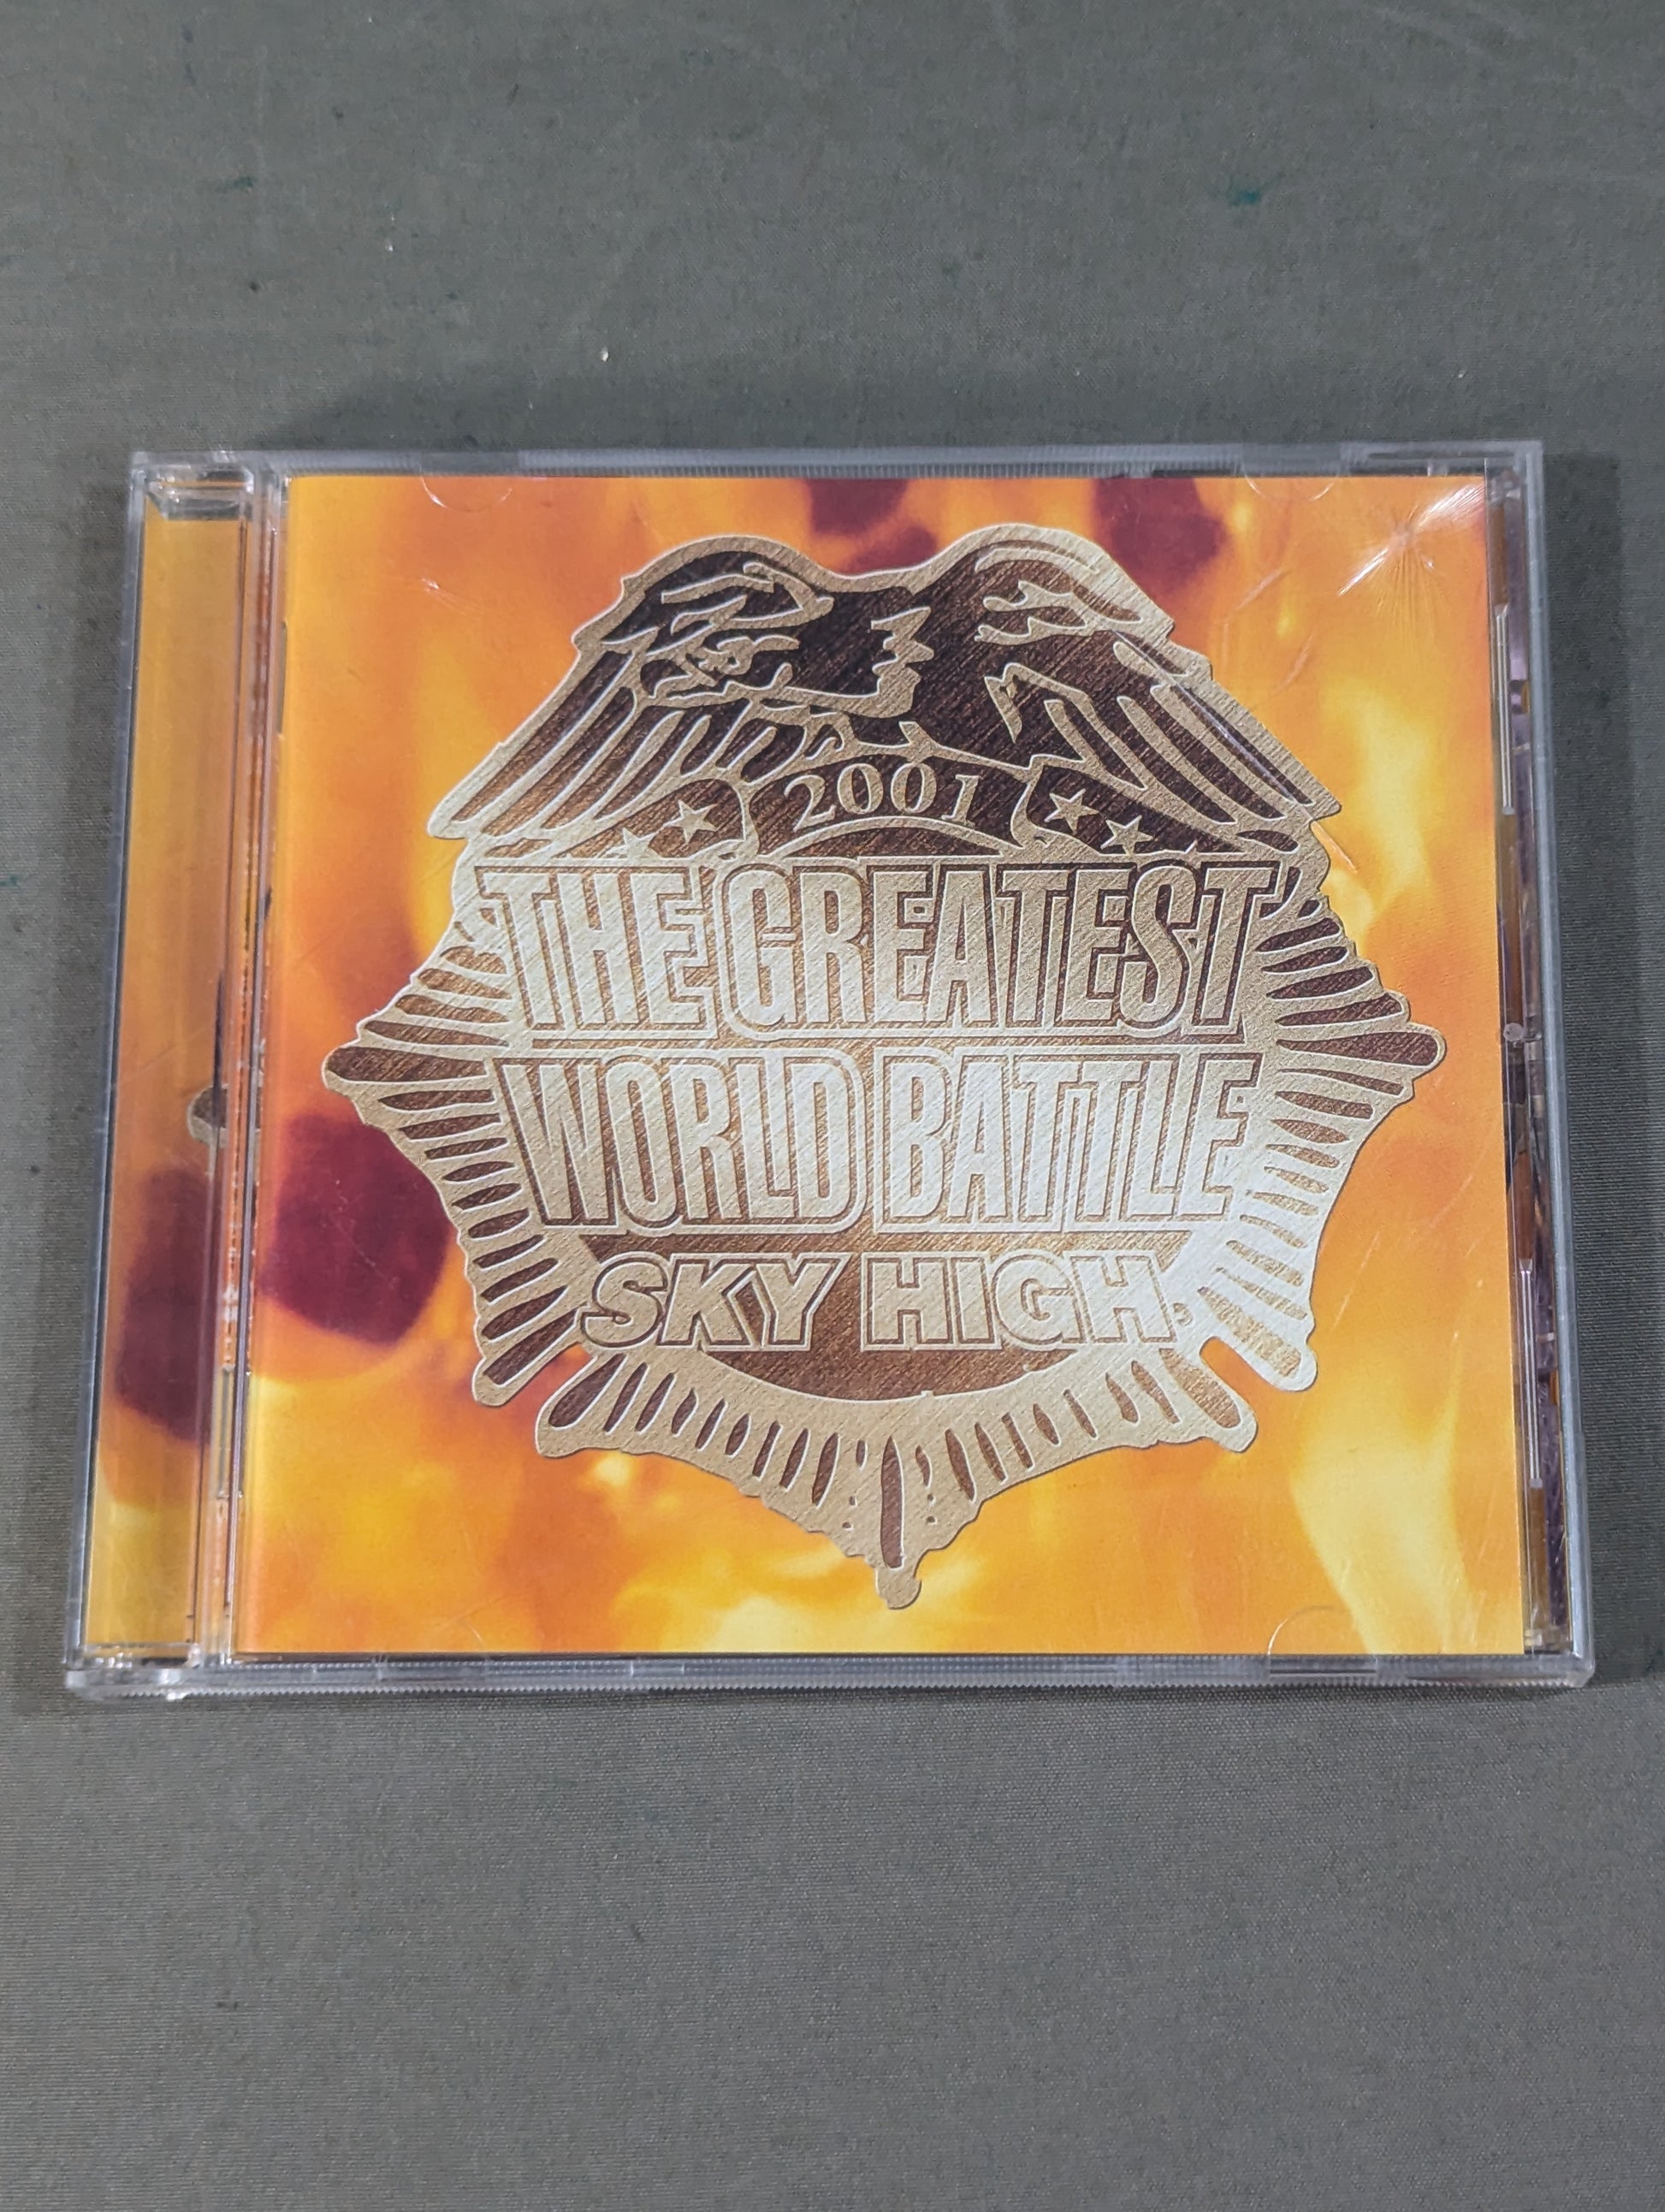 2001
THE GREATEST
WORLD BATTLE
SKY HIGH